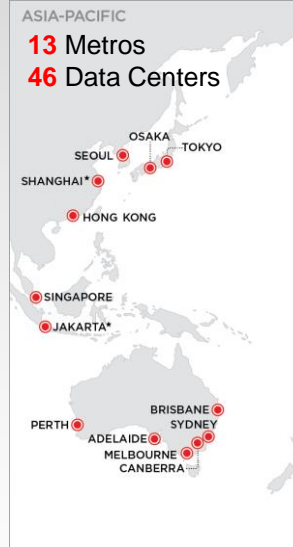 ASIA-PACIFIC
13 Metros
46 Data Centers
OSAKA
TOKYO
SEOUL
SHANGHAI*
HONG KONG
SINGAPORE
JAKARTA*
BRISBANE
SYDNEY
PERTH
ADELAIDE
MELBOURNE
CANBERRA